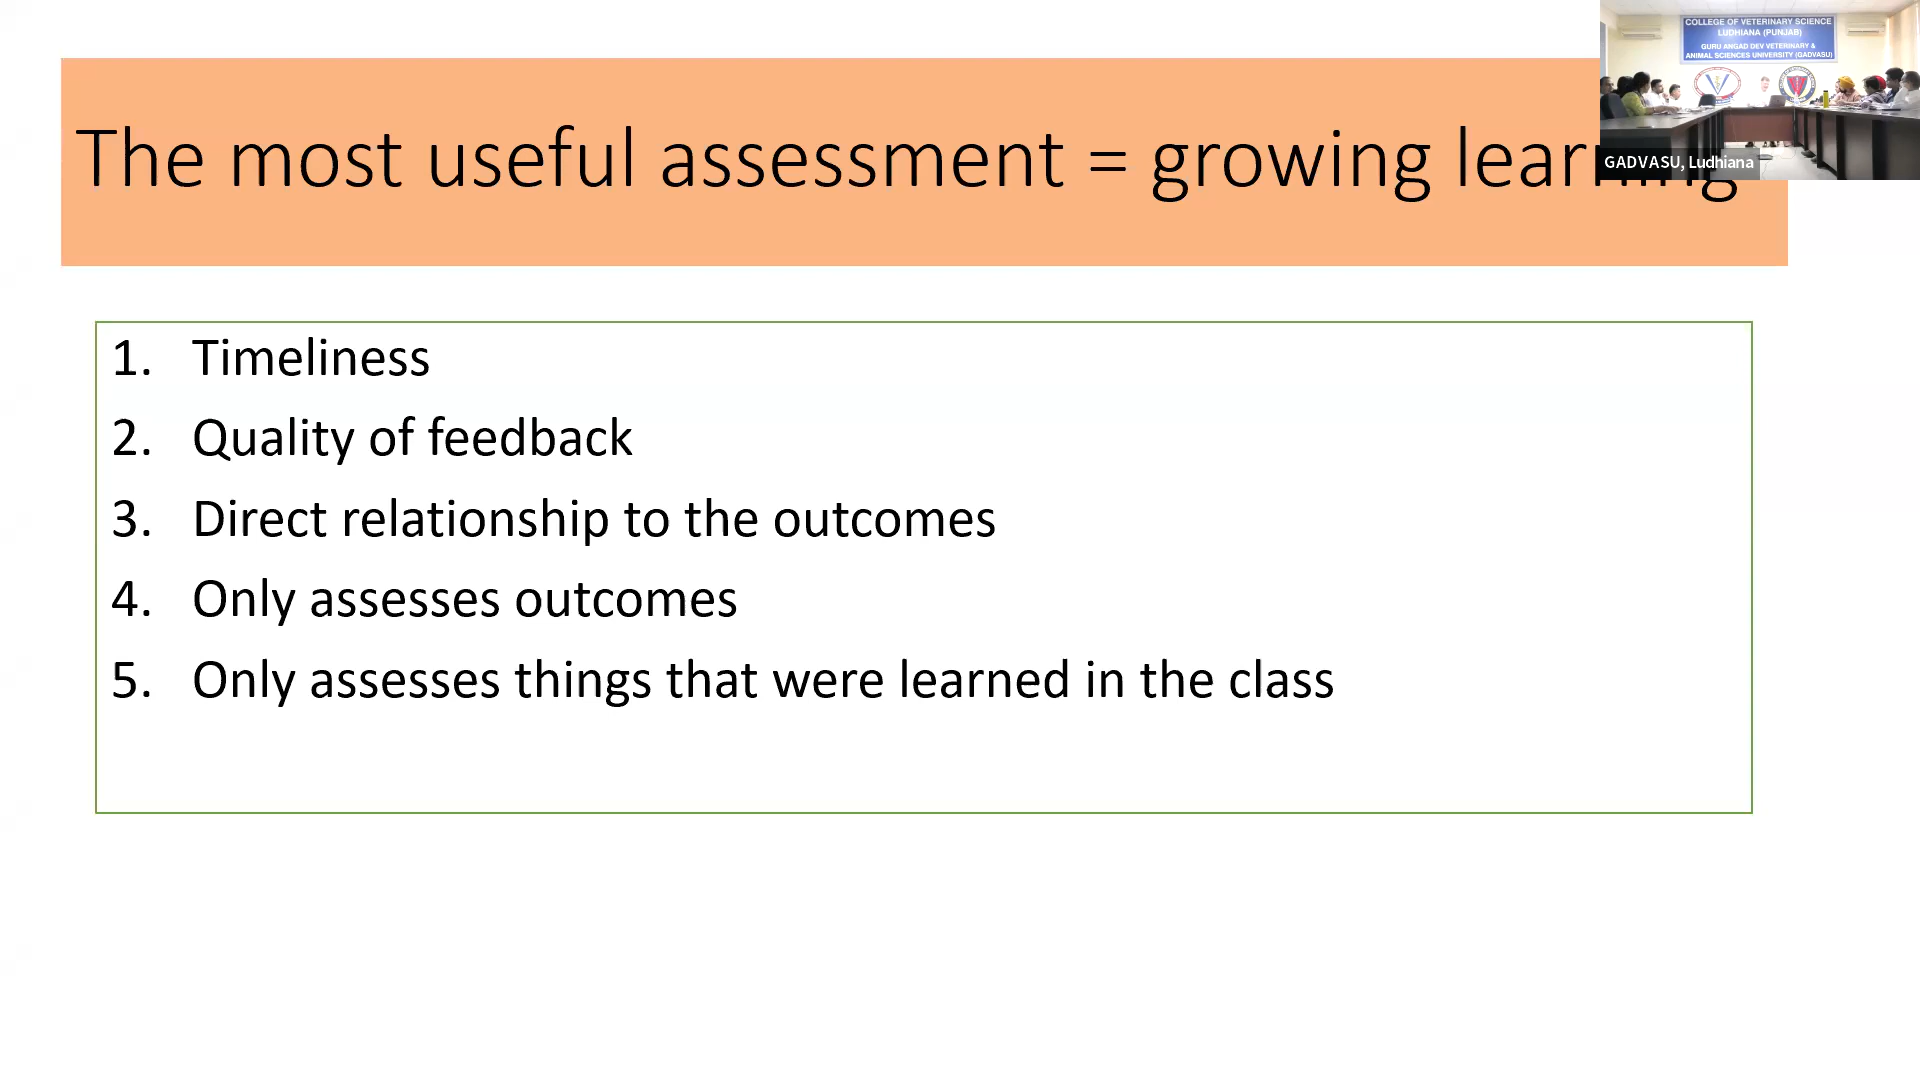 The most useful assessment = growing learning
1. Timeliness
2. Quality of feedback
3. Direct relationship to the outcomes
4. Only assesses outcomes
5. Only assesses things that were learned in the class
COLLEGE OF VETERINARY SCIENCE
LUDHIANA (PUNJAB)
GURU ANGAD DEV VETERINARY &
ANIMAL SCIENCES UNIVERSITY (GADVASU)
GADVASU, Ludhiana